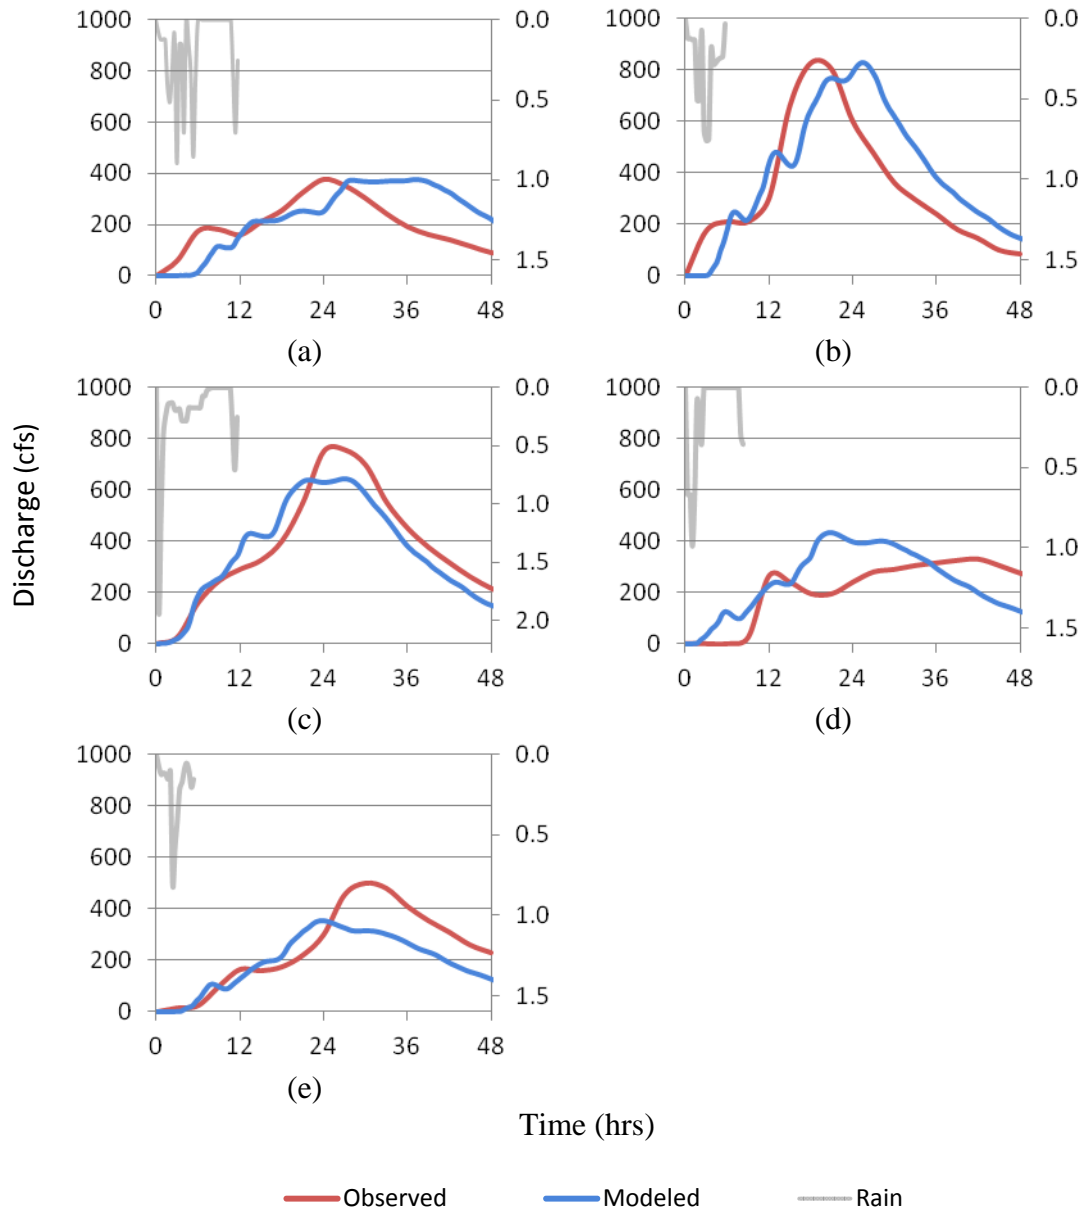 1000 0.0 1000 0.0
800 800
0.5 0.5
600 600
400 1.0 400 1.0
200 200
1.5 1.5
0 0
0 12 24 36 48 0 12 24 36 48
(a) (b)
1000 0.0 1000 0.0
800 0.5 800
0.5
600 1.0 600
400 400 1.0
1.5
200 2.0 200
1.5
0 0
0 12 24 36 48 0 12 24 36 48
(c) (d)
Discharge (cfs)
1000 0.0
800
0.5
600
400 1.0
200
1.5
0
0 12 24 36 48
(e)
Time (hrs)
Observed Modeled Rain